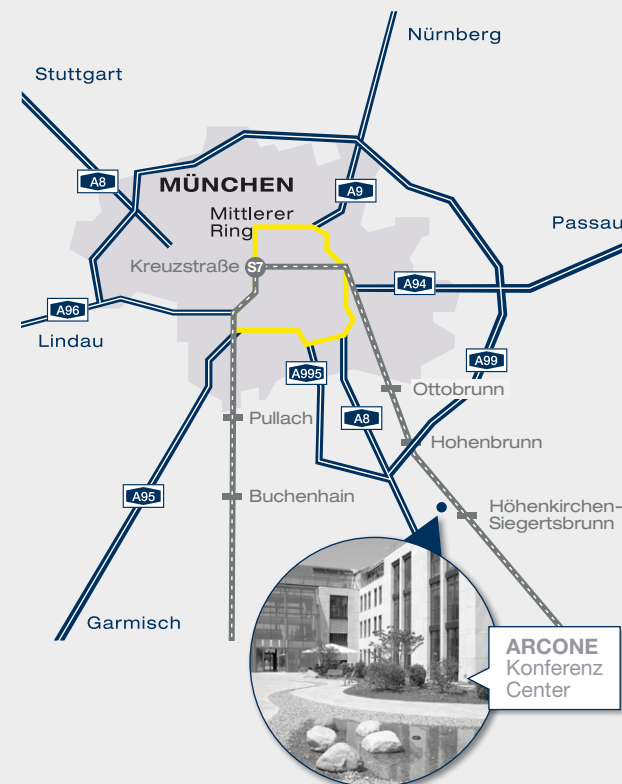 Nürnberg
Stuttgart
A8
MÜNCHEN
A9
Mittlerer
Ring
Passau
Kreuzstraße
S7
A94
A96
Lindau
A99
A995
Ottobrunn
Pullach
A8
Hohenbrunn
A95
Buchenhain
Höhenkirchen-
Siegertsbrunn
Garmisch
ARCONE
Konferenz
Center